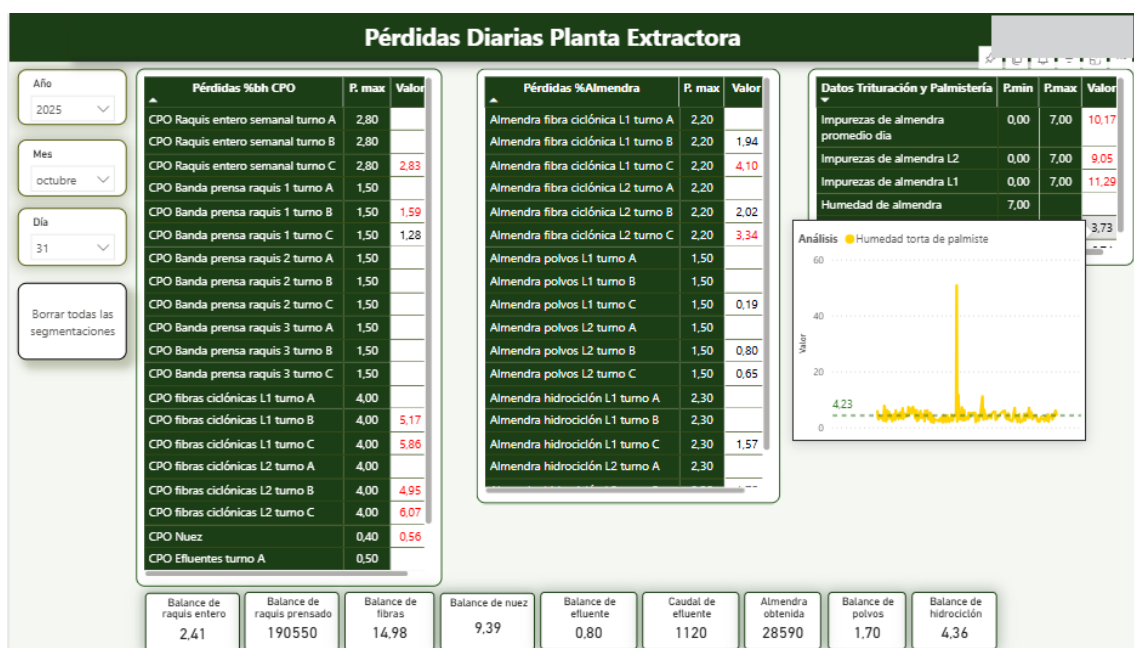 Pérdidas Diarias Planta Extractora
Año
2025
Mes
octubre
Día
31
Borrar todas las
segmentaciones
Pérdidas %bh CPO P. max Valor
CPO Raquis entero semanal turno A 2,80
CPO Raquis entero semanal turno B 2,80
CPO Raquis entero semanal turno C 2,80 2,83
CPO Banda prensa raquis 1 turno A 1,50
CPO Banda prensa raquis 1 turno B 1,50 1,59
CPO Banda prensa raquis 1 turno C 1,50 1,28
CPO Banda prensa raquis 2 turno A 1,50
CPO Banda prensa raquis 2 turno B 1,50
CPO Banda prensa raquis 2 turno C 1,50
CPO Banda prensa raquis 3 turno A 1,50
CPO Banda prensa raquis 3 turno B 1,50
CPO Banda prensa raquis 3 turno C 1,50
CPO fibras ciclónicas L1 turno A 4,00
CPO fibras ciclónicas L1 turno B 4,00 5,17
CPO fibras ciclónicas L1 turno C 4,00 5,86
CPO fibras ciclónicas L2 turno A 4,00
CPO fibras ciclónicas L2 turno B 4,00 4,95
CPO fibras ciclónicas L2 turno C 4,00 6,07
CPO Nuez 0,40 0,56
CPO Efluentes turno A 0,50
Pérdidas %Almendra P. max Valor
Almendra fibra ciclónica L1 turno A 2,20
Almendra fibra ciclónica L1 turno B 2,20 1,94
Almendra fibra ciclónica L1 turno C 2,20 4,10
Almendra fibra ciclónica L2 turno A 2,20
Almendra fibra ciclónica L2 turno B 2,20 2,02
Almendra fibra ciclónica L2 turno C 2,20 3,34
Almendra polvos L1 turno A 1,50
Almendra polvos L1 turno B 1,50
Almendra polvos L1 turno C 1,50 0,19
Almendra polvos L2 turno A 1,50
Almendra polvos L2 turno B 1,50 0,80
Almendra polvos L2 turno C 1,50 0,65
Almendra hidrociclón L1 turno A 2,30
Almendra hidrociclón L1 turno B 2,30
Almendra hidrociclón L1 turno C 2,30 1,57
Almendra hidrociclón L2 turno A 2,30
Datos Trituración y Palmistería P.min P.max Valor
Impurezas de almendra 0,00 7,00 10,17
promedio dia
Impurezas de almendra L2 0,00 7,00 9,05
Impurezas de almendra L1 0,00 7,00 11,29
Humedad de almendra 7,00
3,73
Análisis Humedad torta de palmiste
60
40
20
0
Valor
4,23
Balance de
raquis entero
2,41
Balance de
raquis prensado
190550
Balance de
fibras
14,98
Balance de nuez
9,39
Balance de
efluente
0,80
Caudal de
efluente
1120
Almendra
obtenida
28590
Balance de
polvos
1,70
Balance de
hidrociclón
4,36